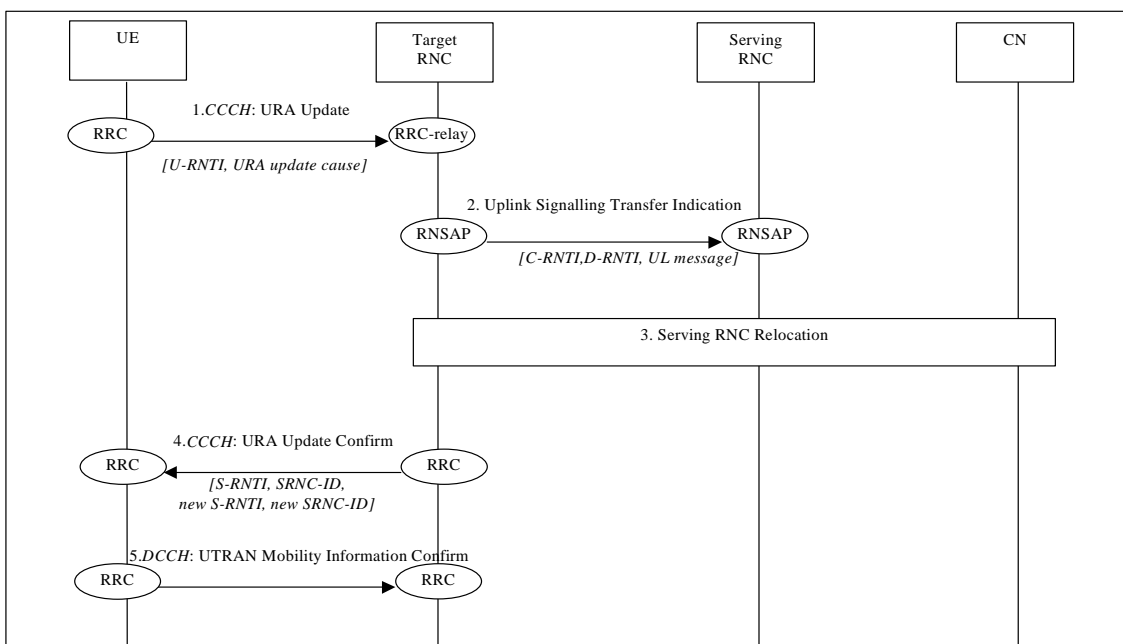 UE
Target
RNC
Serving
RNC
CN
1.CCCH: URA Update
RRC
RRC-relay
[U-RNTI, URA update cause]
2. Uplink Signalling Transfer Indication
RNSAP
RNSAP
[C-RNTI,D-RNTI, UL message]
3. Serving RNC Relocation
4.CCCH: URA Update Confirm
RRC
RRC
[S-RNTI, SRNC-ID,
new S-RNTI, new SRNC-ID]
5.DCCH: UTRAN Mobility Information Confirm
RRC
RRC